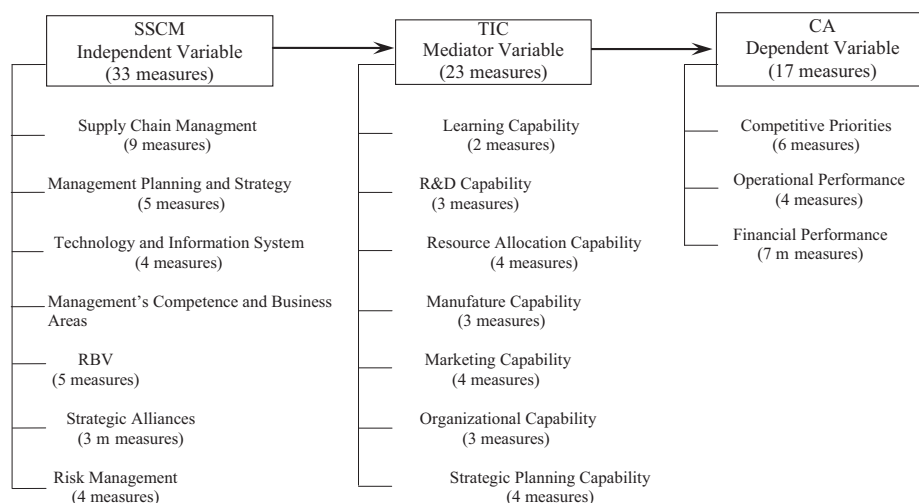 SSCM
Independent Variable
(33 measures)
Supply Chain Managment
(9 measures)
Management Planning and Strategy
(5 measures)
Technology and Information System
(4 measures)
Management’s Competence and Business
Areas
RBV
(5 measures)
Strategic Alliances
(3 m measures)
Risk Management
(4 measures)
TIC
Mediator Variable
(23 measures)
Learning Capability
(2 measures)
R&D Capability
(3 measures)
Resource Allocation Capability
(4 measures)
Manufature Capability
(3 measures)
Marketing Capability
(4 measures)
Organizational Capability
(3 measures)
Strategic Planning Capability
(4 measures)
CA
Dependent Variable
(17 measures)
Competitive Priorities
(6 measures)
Operational Performance
(4 measures)
Financial Performance
(7 m measures)